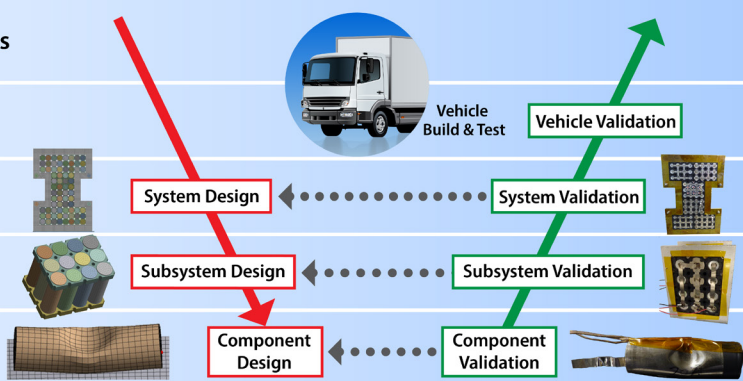 s
Vehicle
Build & Test
Vehicle Validation
System Design
System Validation
Subsystem Design
Subsystem Validation
Component
Design
Component
Validation